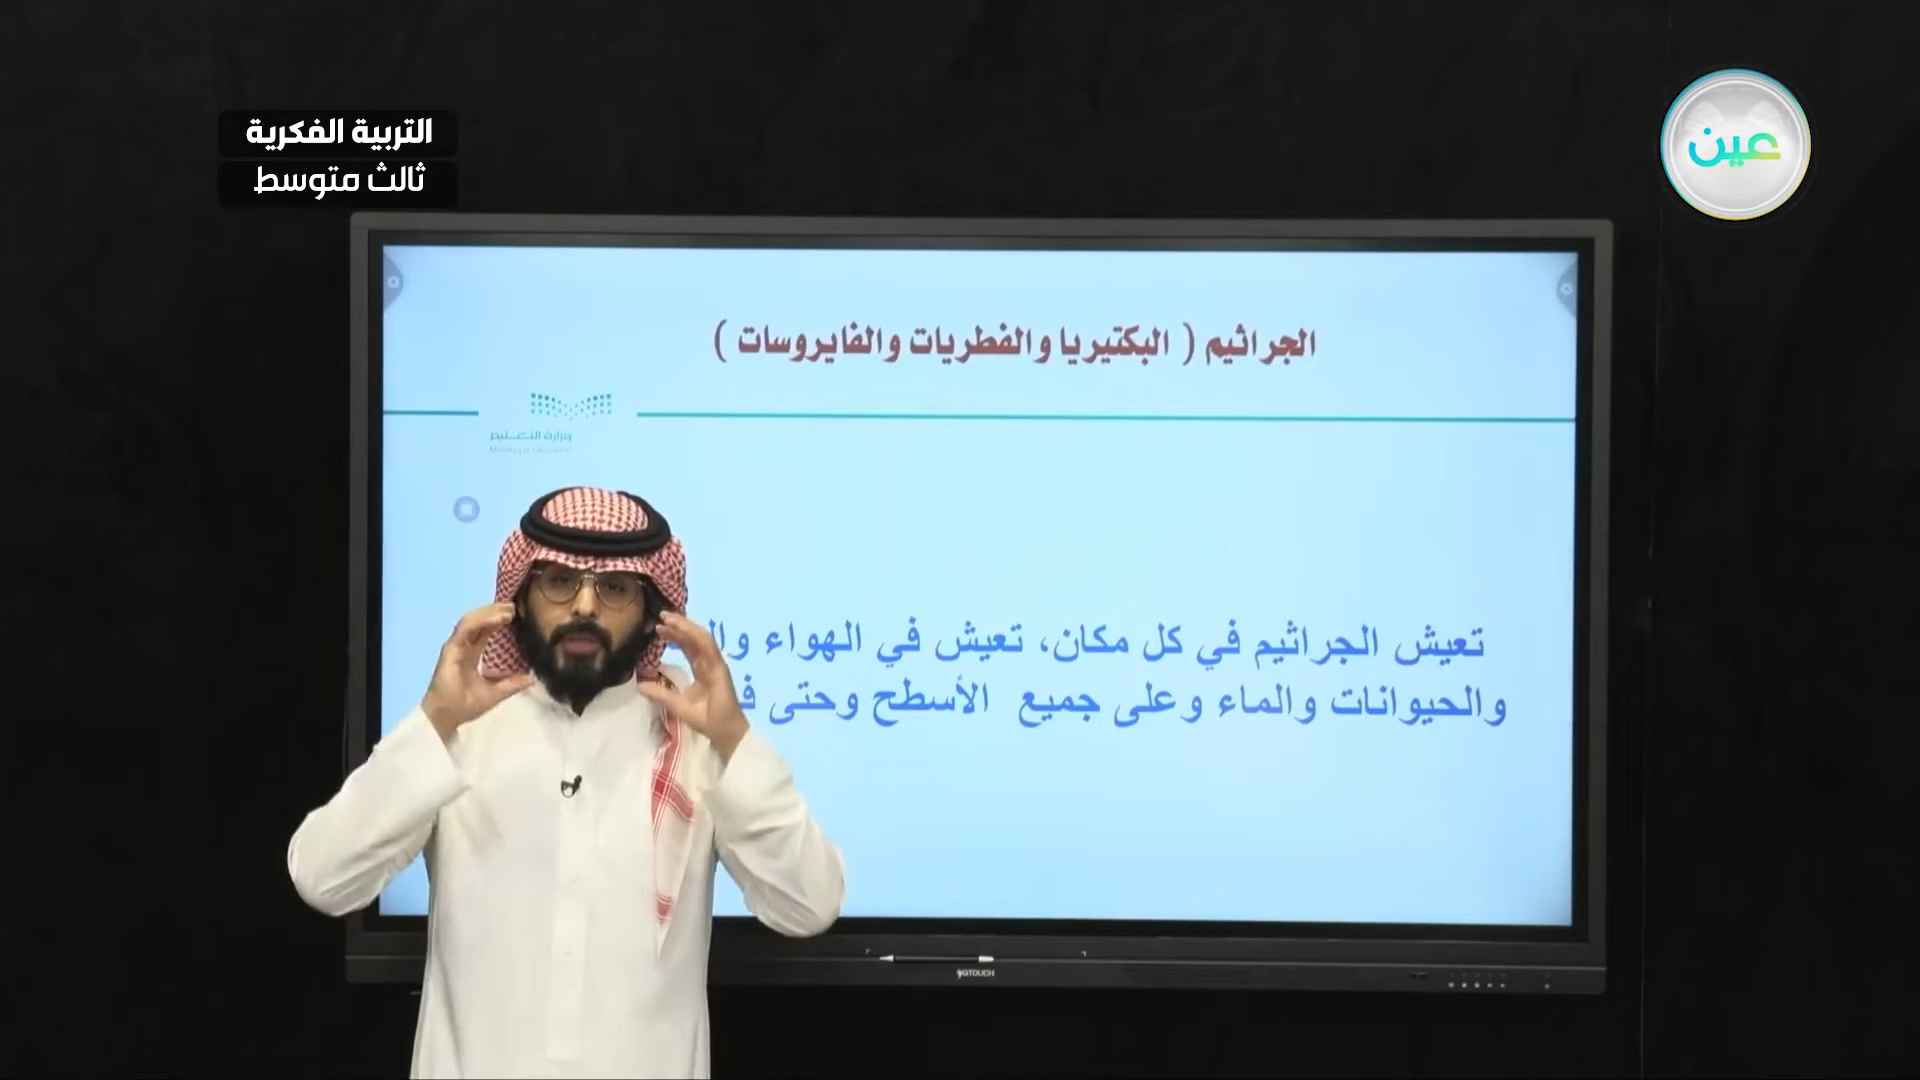 التربية الفكرية
ثالث متوسط
عين
الجراثيم ( البكتيريا والفطريات والفايروسات )
وزارة التعليم
تعيش الجراثيم في كل مكان، تعيش في الهواء
والحيوانات والماء وعلى جميع الأسطح وحتى